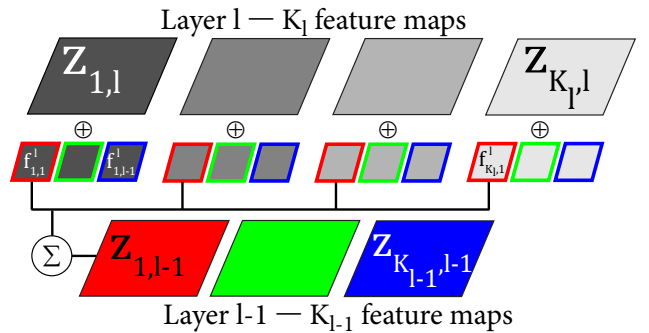 Layer l — K_l feature maps
z_{1,l} z_{K_l,l}
⊕ ⊕ ⊕ ⊕
f^l_{1,1} f^l_{1,l-1} f^l_{K_l,1}
Σ z_{1,l-1} z_{K_{l-1},l-1}
Layer l-1 — K_{l-1} feature maps